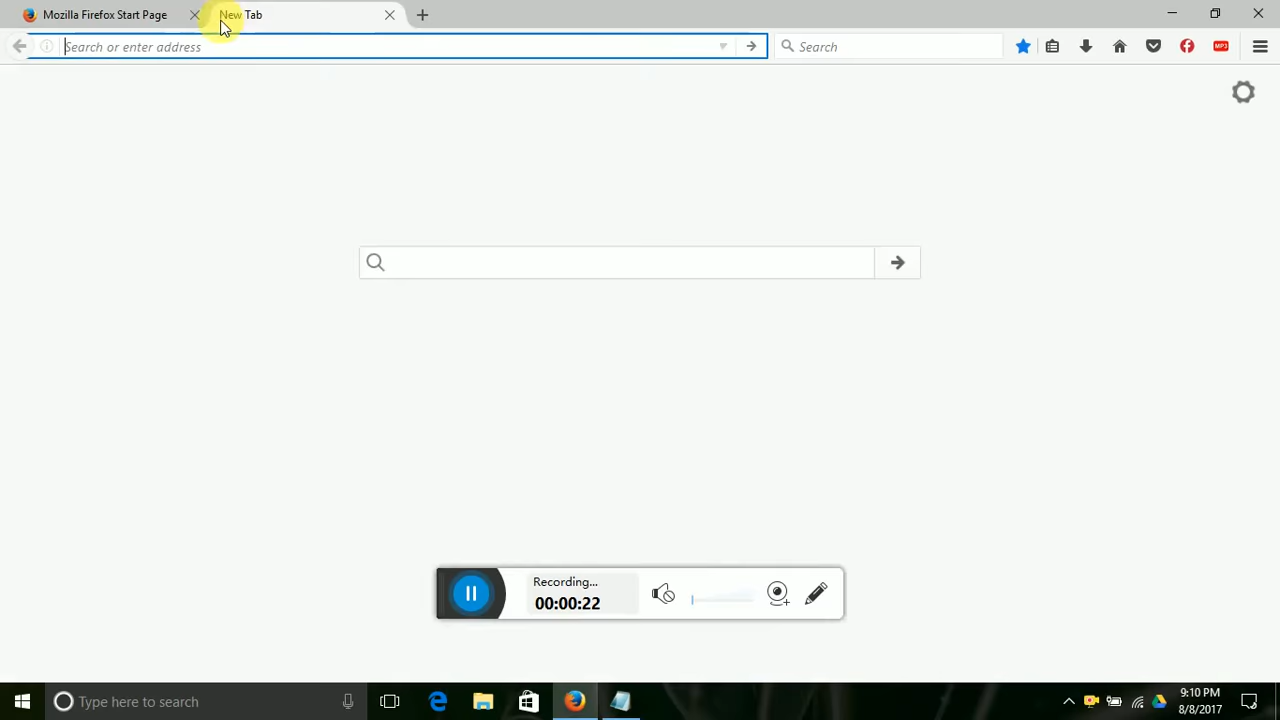 Mozilla Firefox Start Page
New Tab
Search or enter address
Search
MP3
Recording...
00:00:22
Type here to search
9:10 PM
8/8/2017